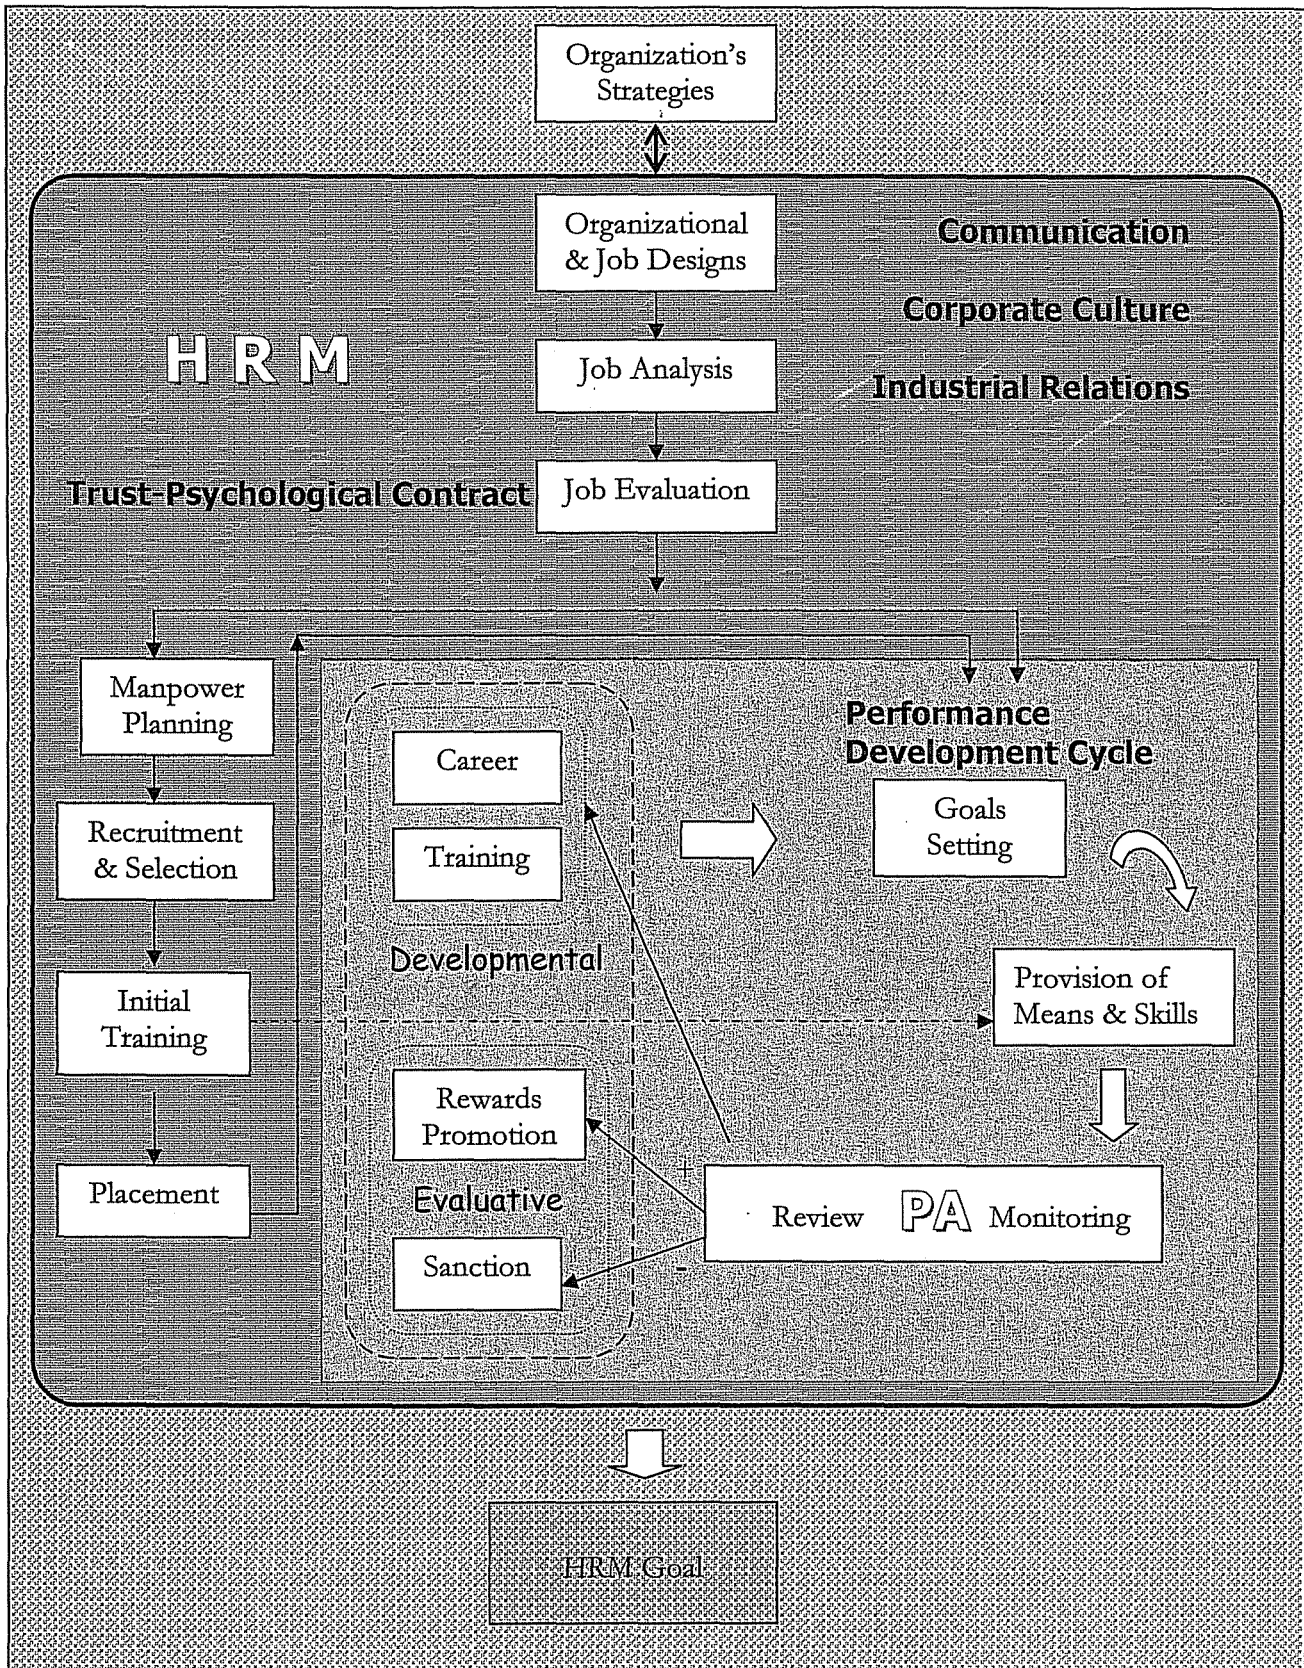 Organization's
Strategies
Organizational
& Job Designs
Communication
Corporate Culture
H R M
Job Analysis
Industrial Relations
Trust-Psychological Contract
Job Evaluation
Manpower
Planning
Recruitment
& Selection
Initial
Training
Placement
Career
Training
Developmental
Rewards
Promotion
Evaluative
Sanction
Performance
Development Cycle
Goals
Setting
Provision of
Means & Skills
+
Review PA Monitoring
-
HRM Goal